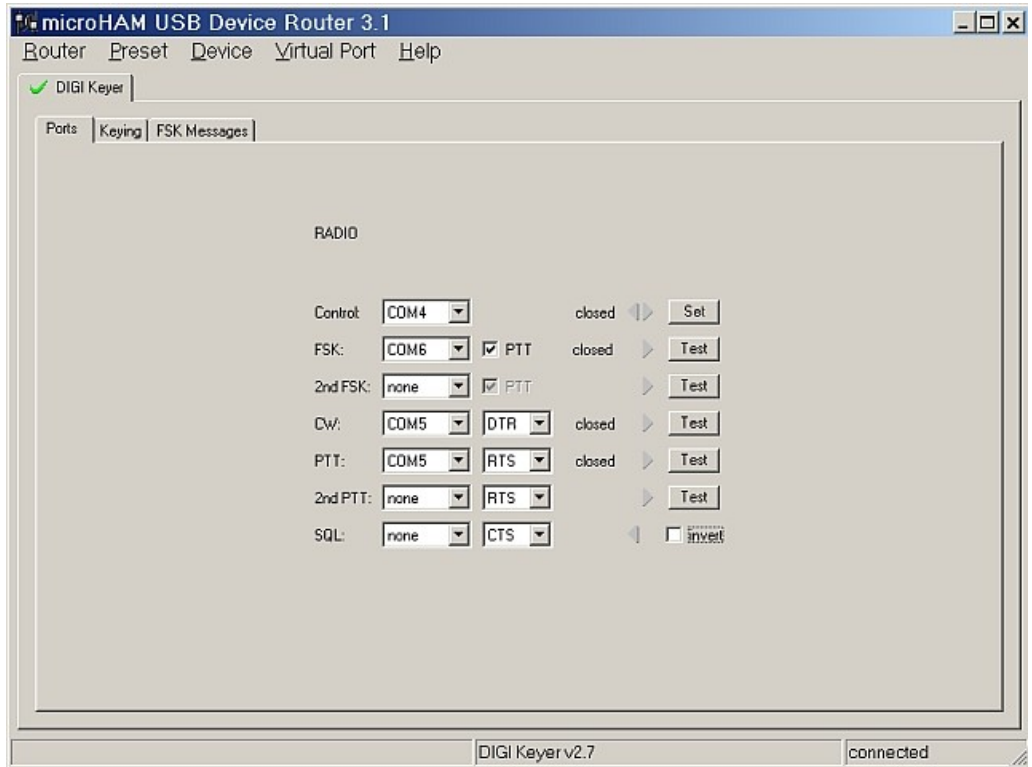 microHAM USB Device Router 3.1
Router Preset Device Virtual Port Help
DIGI Keyer
Ports Keying FSK Messages
RADIO
Control: COM4 closed Set
FSK: COM6 PTT closed Test
2nd FSK: none PTT Test
CW: COM5 DTR closed Test
PTT: COM5 RTS closed Test
2nd PTT: none RTS Test
SQL: none CTS invert
DIGI Keyer v2.7 connected